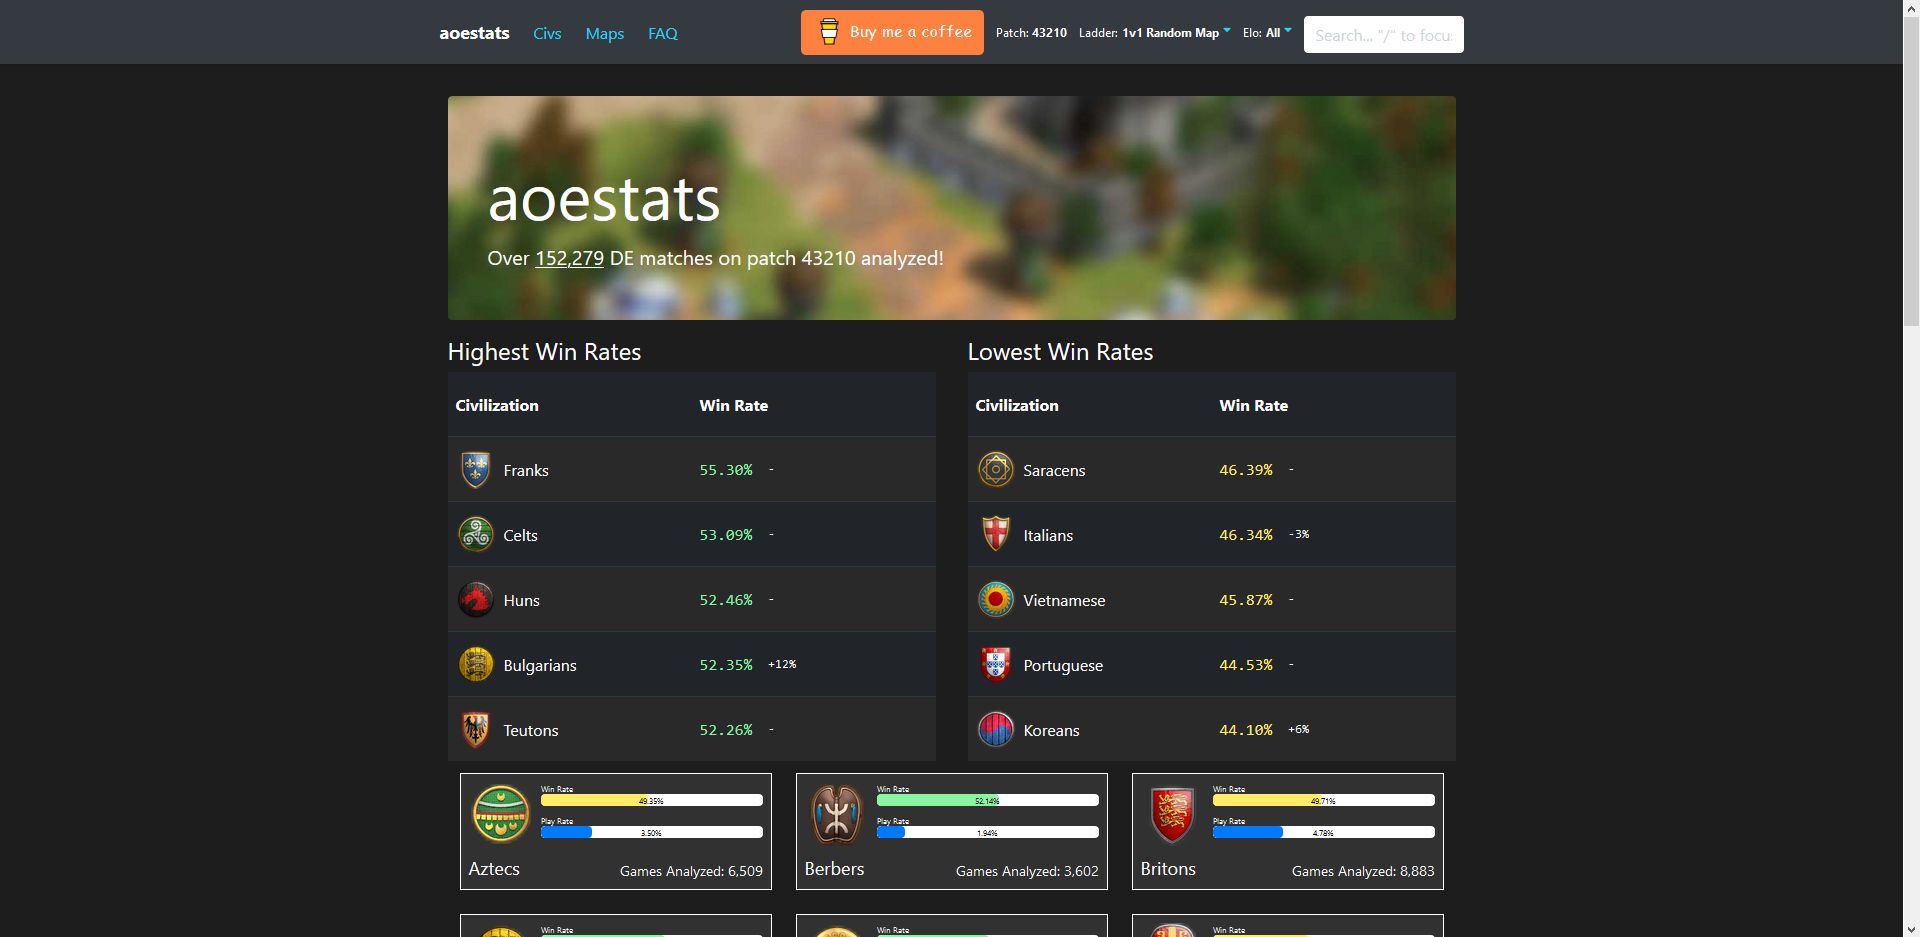 aoestats Civs Maps FAQ Buy me a coffee Patch: 43210 Ladder: 1v1 Random Map Elo: All Search... "/" to focu
aoestats
Over 152,279 DE matches on patch 43210 analyzed!
Highest Win Rates
Civilization Win Rate
Franks 55.30% -
Celts 53.09% -
Huns 52.46% -
Bulgarians 52.35% +12%
Teutons 52.26% -
Lowest Win Rates
Civilization Win Rate
Saracens 46.39% -
Italians 46.34% -3%
Vietnamese 45.87% -
Portuguese 44.53% -
Koreans 44.10% +6%
Win Rate
49.35%
Play Rate
3.50%
Aztecs Games Analyzed: 6,509
Win Rate
52.14%
Play Rate
1.94%
Berbers Games Analyzed: 3,602
Win Rate
49.71%
Play Rate
4.78%
Britons Games Analyzed: 8,883
Win Rate
Win Rate
Win Rate